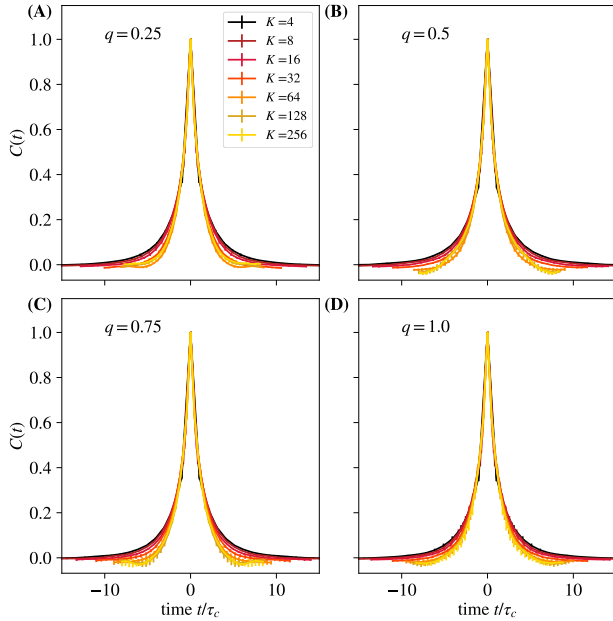 (A)
q = 0.25
K =4
K =8
K =16
K =32
K =64
K =128
K =256
1.0
0.8
0.6
0.4
0.2
0.0
C(t)
(B)
q = 0.5
(C)
q = 0.75
1.0
0.8
0.6
0.4
0.2
0.0
C(t)
−10
0
10
time t/τc
(D)
q = 1.0
−10
0
10
time t/τc